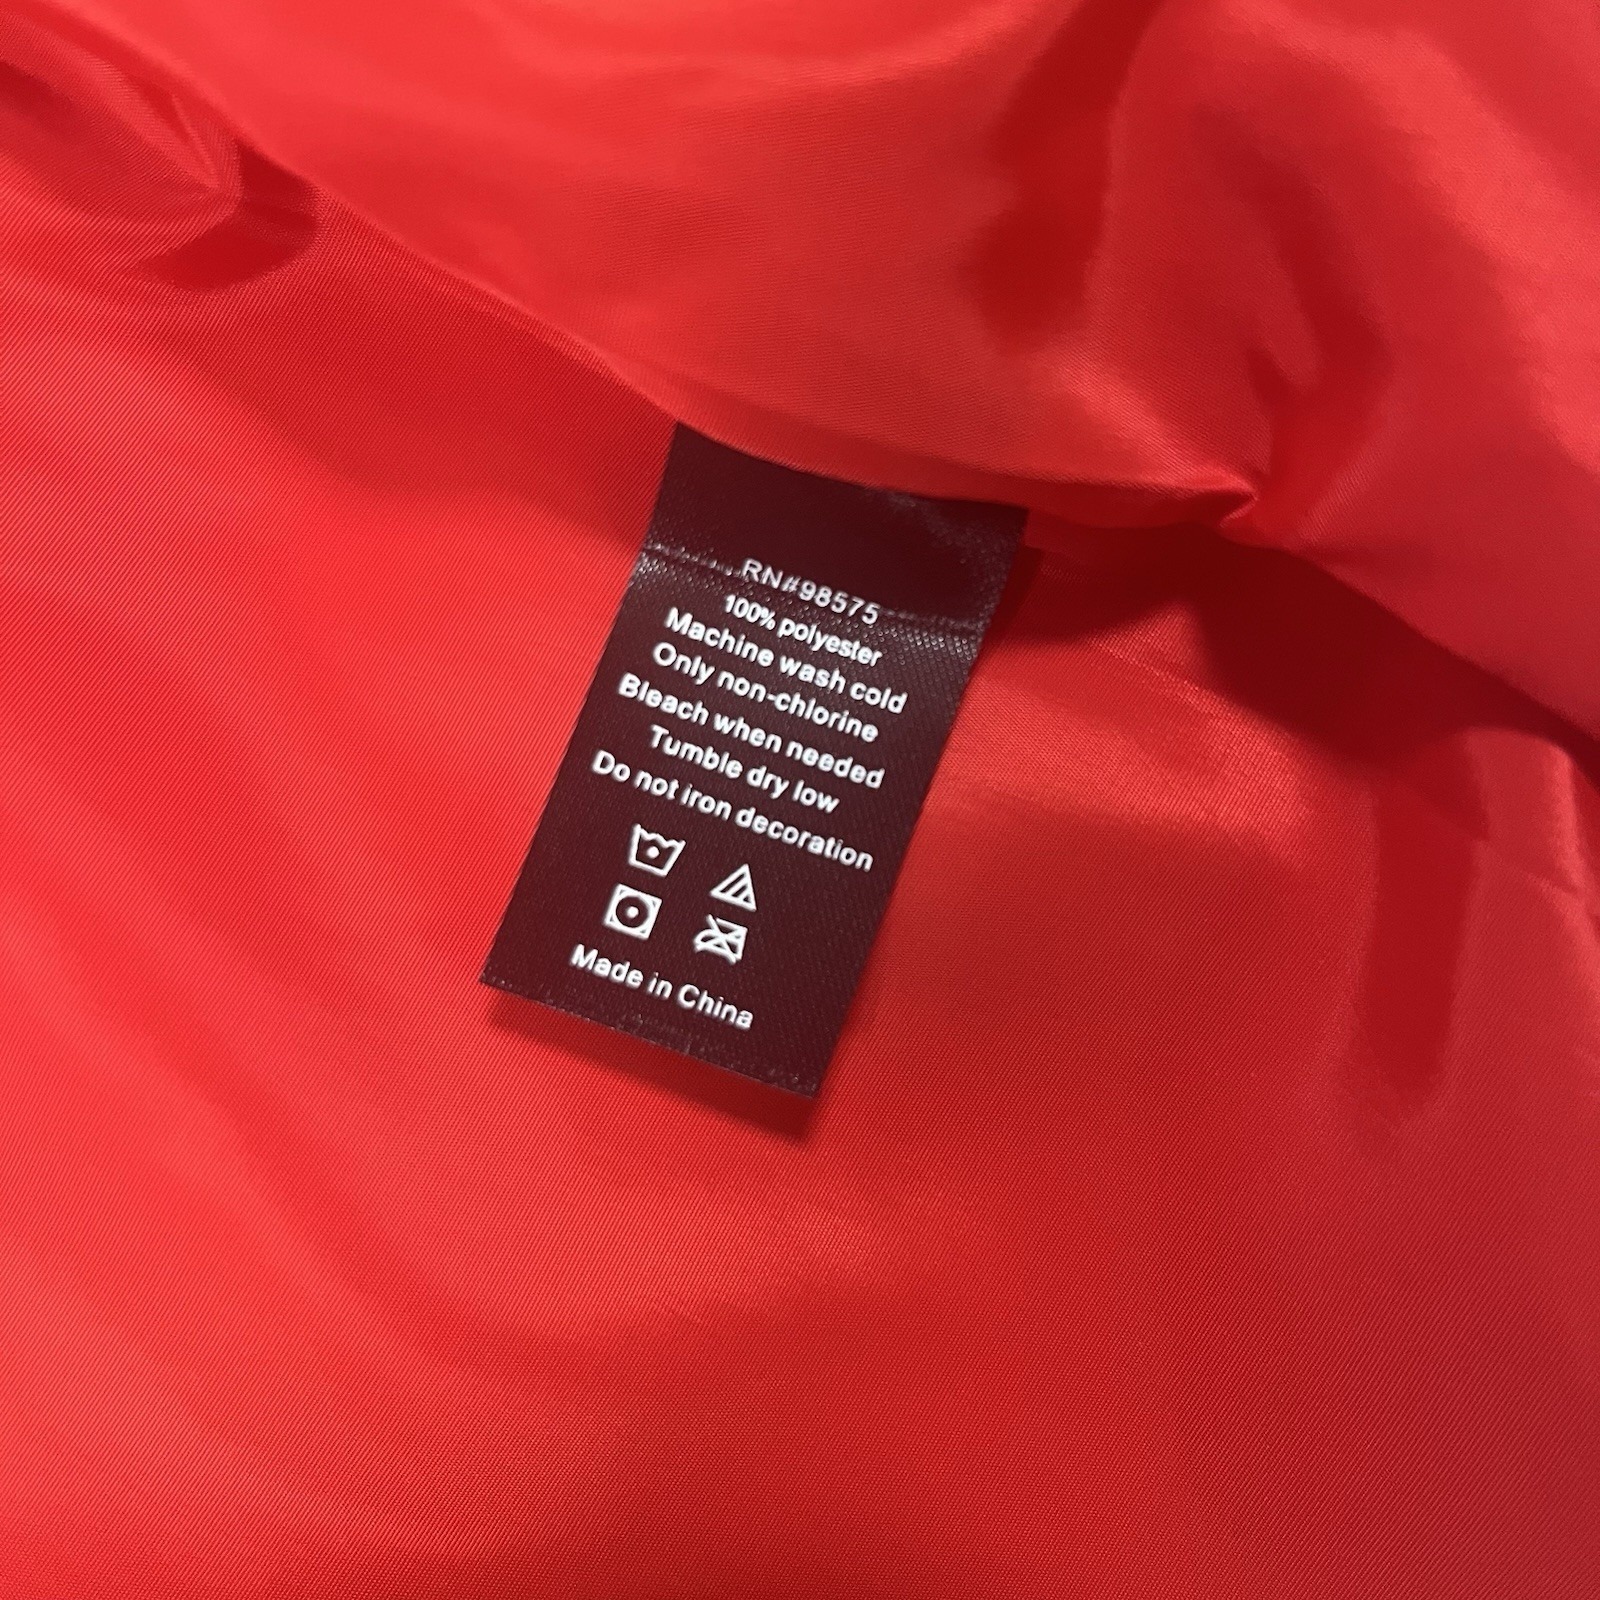 RN#98575
100% polyester
Machine wash cold
Only non-chlorine
Bleach when needed
Tumble dry low
Do not iron decoration
Made in China